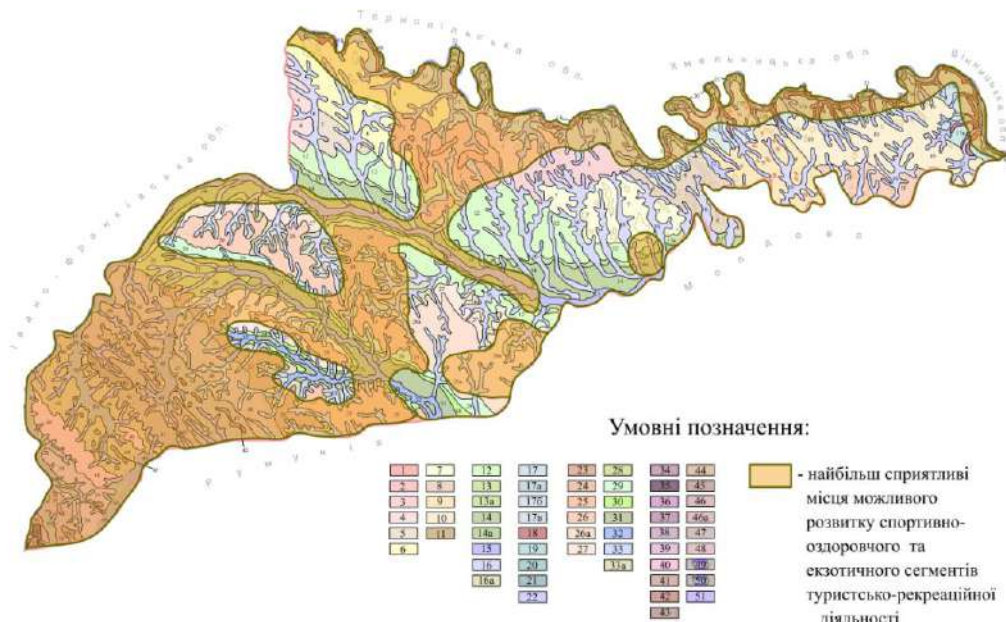 Тернопільська обл.
Хмельницька обл.
Вінницька обл.
Івано-Франківська обл.
Молдова
Румунія
Умовні позначення:
1 7 12 17 23 28 34 44
2 8 13 17а 24 29 35 45
3 9 13а 17б 25 30 36 46
4 10 14 17в 26 31 37 46а
5 11 14а 18 26а 32 38 47
6 15 19 27 33 39 48
16 20 33а 40 49
16а 21 41 50
22 42 51
43
- найбільш сприятливі
місця можливого
розвитку спортивно-
оздоровчого та
екзотичного сегментів
туристсько-рекреаційної
діяльності